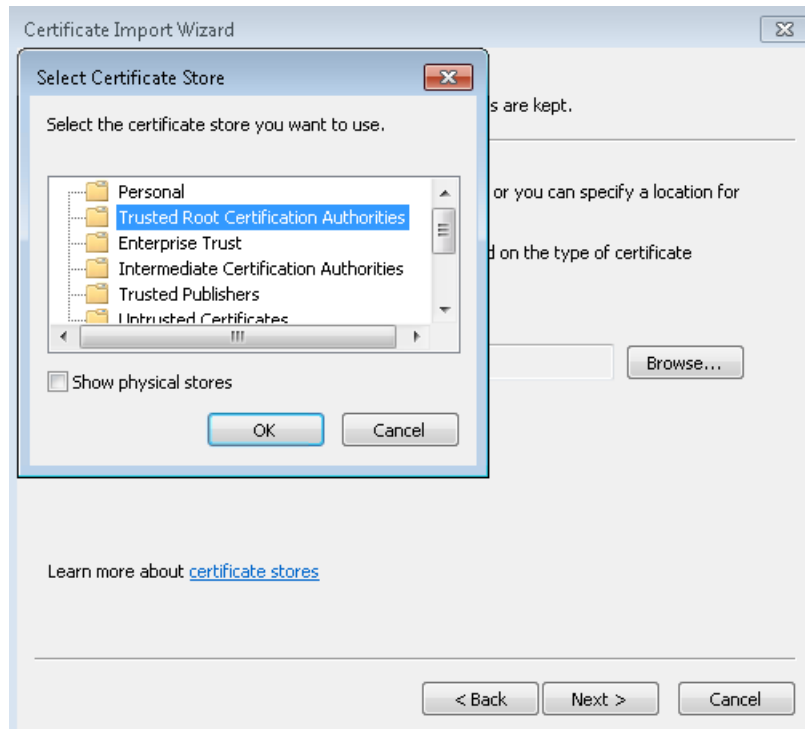 Certificate Import Wizard
Select Certificate Store
Select the certificate store you want to use.
Personal
Trusted Root Certification Authorities
Enterprise Trust
Intermediate Certification Authorities
Trusted Publishers
Untrusted Certificates
Show physical stores
OK Cancel
s are kept.
or you can specify a location for
d on the type of certificate
Browse...
Learn more about certificate stores
< Back Next > Cancel